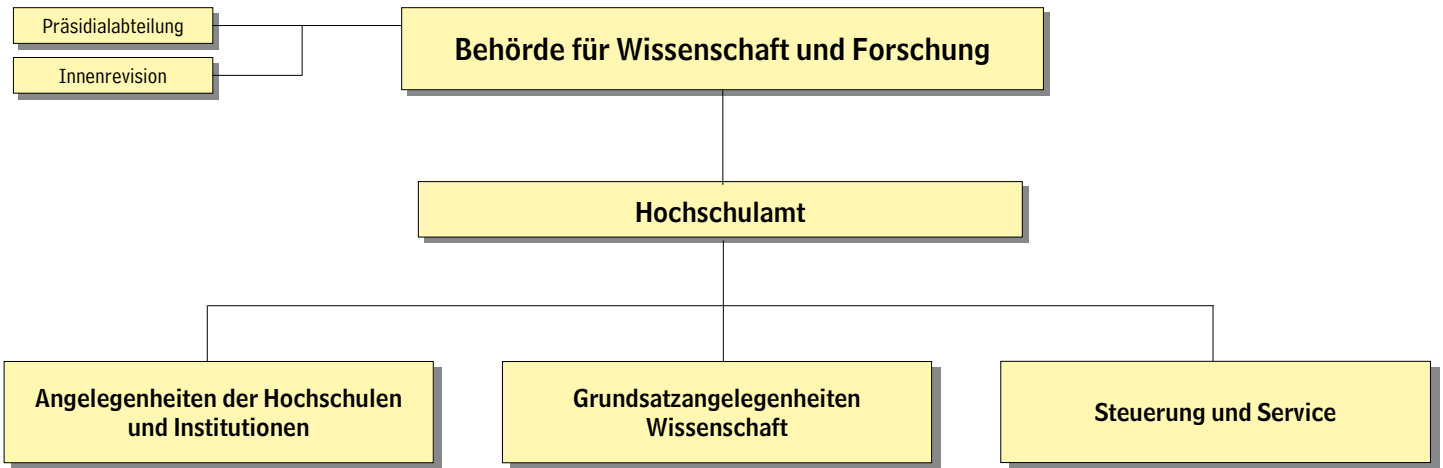 Präsidialabteilung
Innenrevision
Behörde für Wissenschaft und Forschung
Hochschulamt
Angelegenheiten der Hochschulen
und Institutionen
Grundsatzangelegenheiten
Wissenschaft
Steuerung und Service